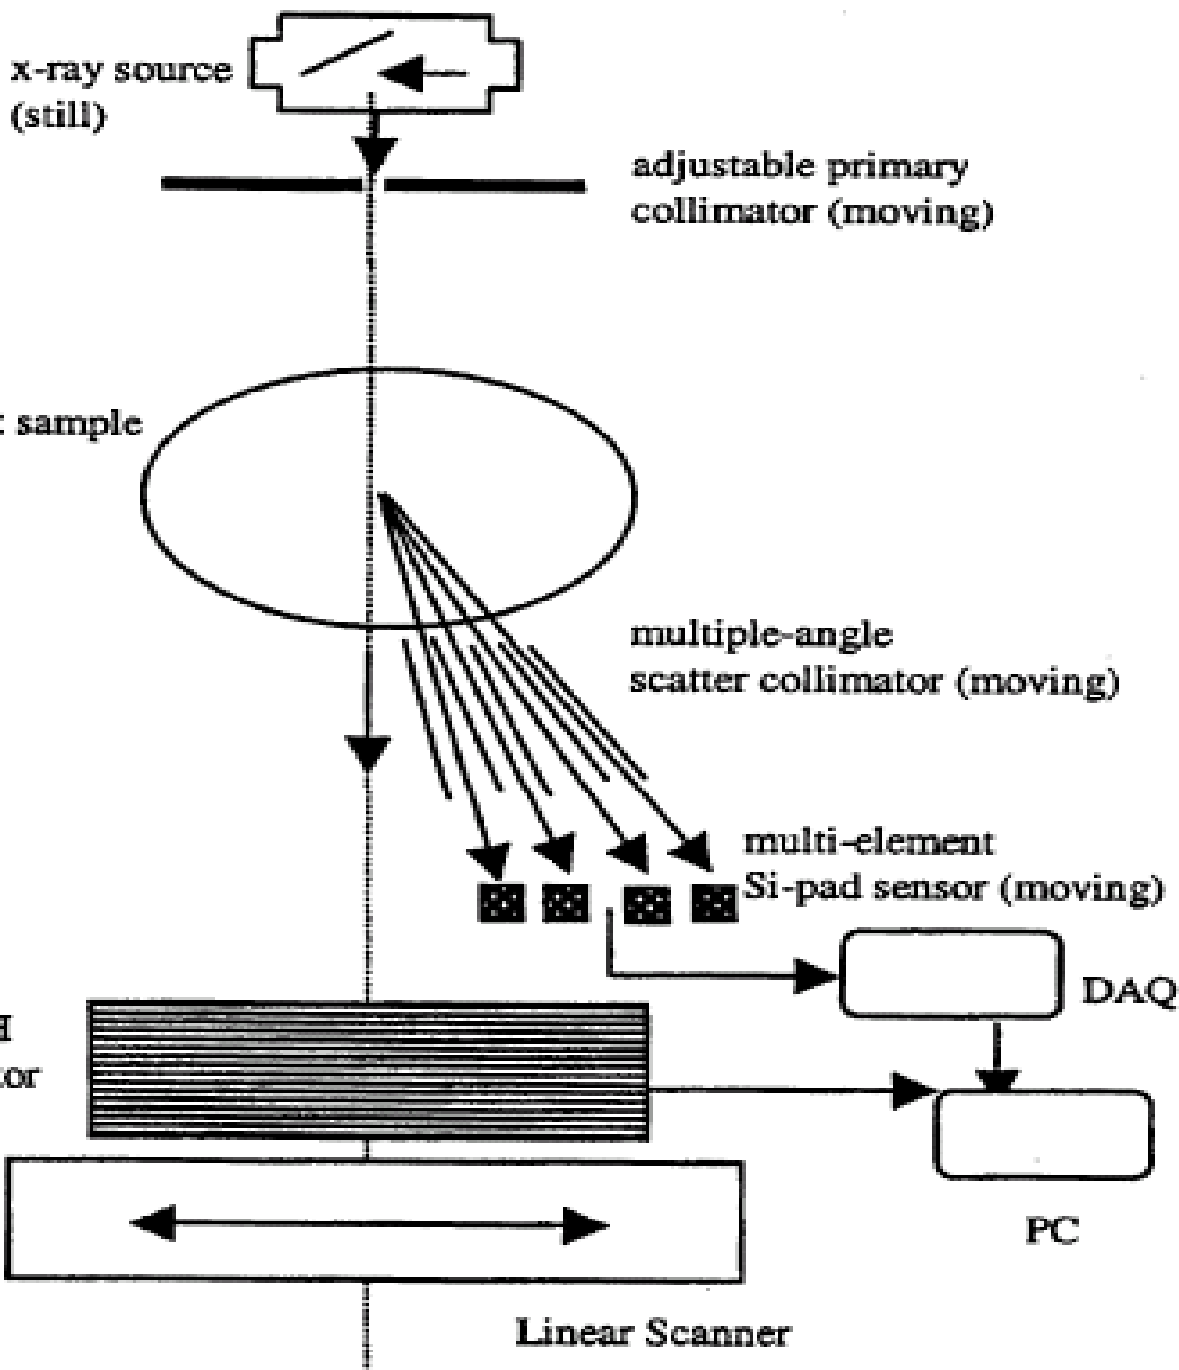 x-ray source
(still)
adjustable primary
collimator (moving)
sample
multiple-angle
scatter collimator (moving)
multi-element
Si-pad sensor (moving)
DAQ
PC
Linear Scanner